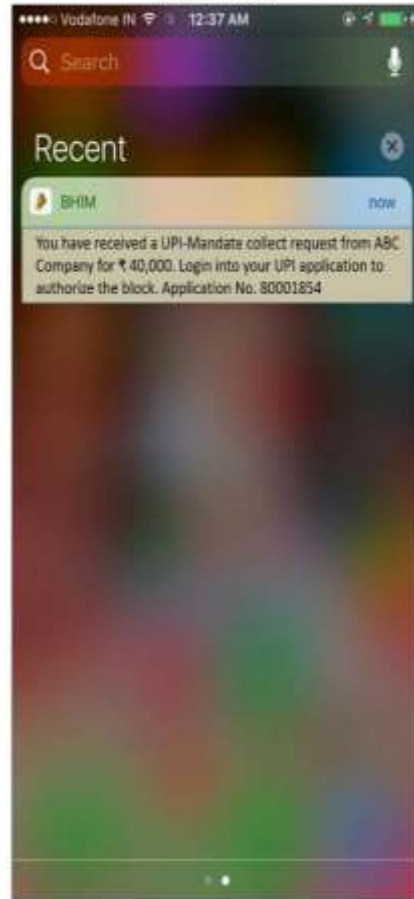 Vodafone IN 12:37 AM
Search
Recent
BHIM now
You have received a UPI-Mandate collect request from ABC
Company for ₹ 40,000. Login into your UPI application to
authorize the block. Application No. 80001854